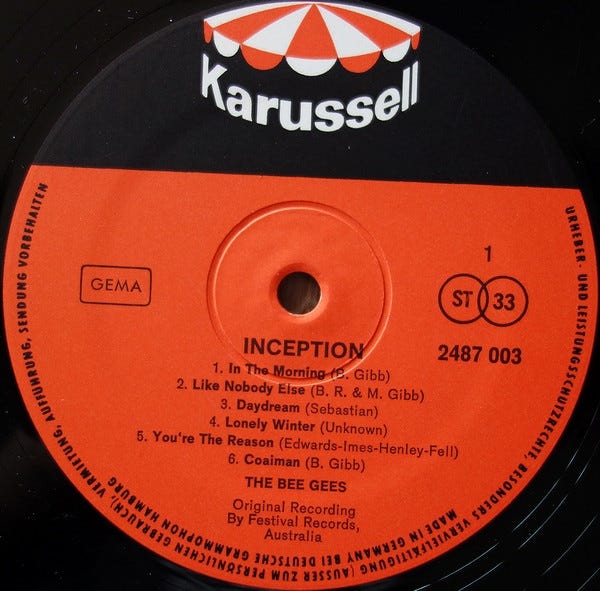 Karussell
GEMA
1
ST 33
2487 003
INCEPTION
1. In The Morning (B. Gibb)
2. Like Nobody Else (B. R. & M. Gibb)
3. Daydream (Sebastian)
4. Lonely Winter (Unknown)
5. You're The Reason (Edwards-Imes-Henley-Fell)
6. Coaiman (B. Gibb)
THE BEE GEES
Original Recording
By Festival Records,
Australia
URHEBER- UND LEISTUNGSSCHUTZRECHTE, BESONDERS VERVIELFÄLTIGUNG (AUSSER ZUM PERSÖNLICHEN GEBRAUCH), VERMIETUNG, AUFFÜHRUNG, SENDUNG VORBEHALTEN
MADE IN GERMANY BEI DEUTSCHE GRAMMOPHON HAMBURG